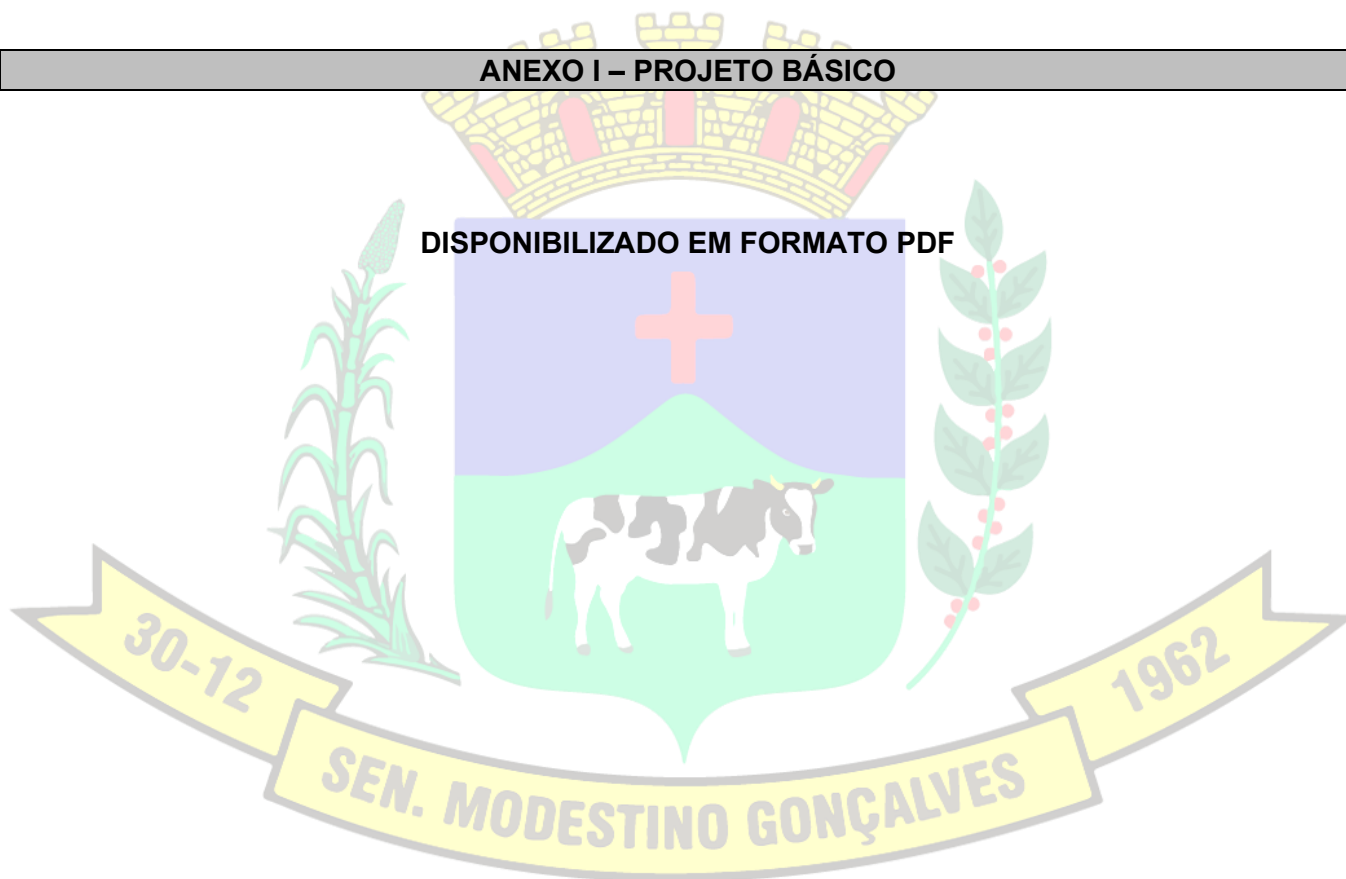 ANEXO I – PROJETO BÁSICO
DISPONIBILIZADO EM FORMATO PDF
30-12
1962
SEN. MODESTINO GONÇALVES